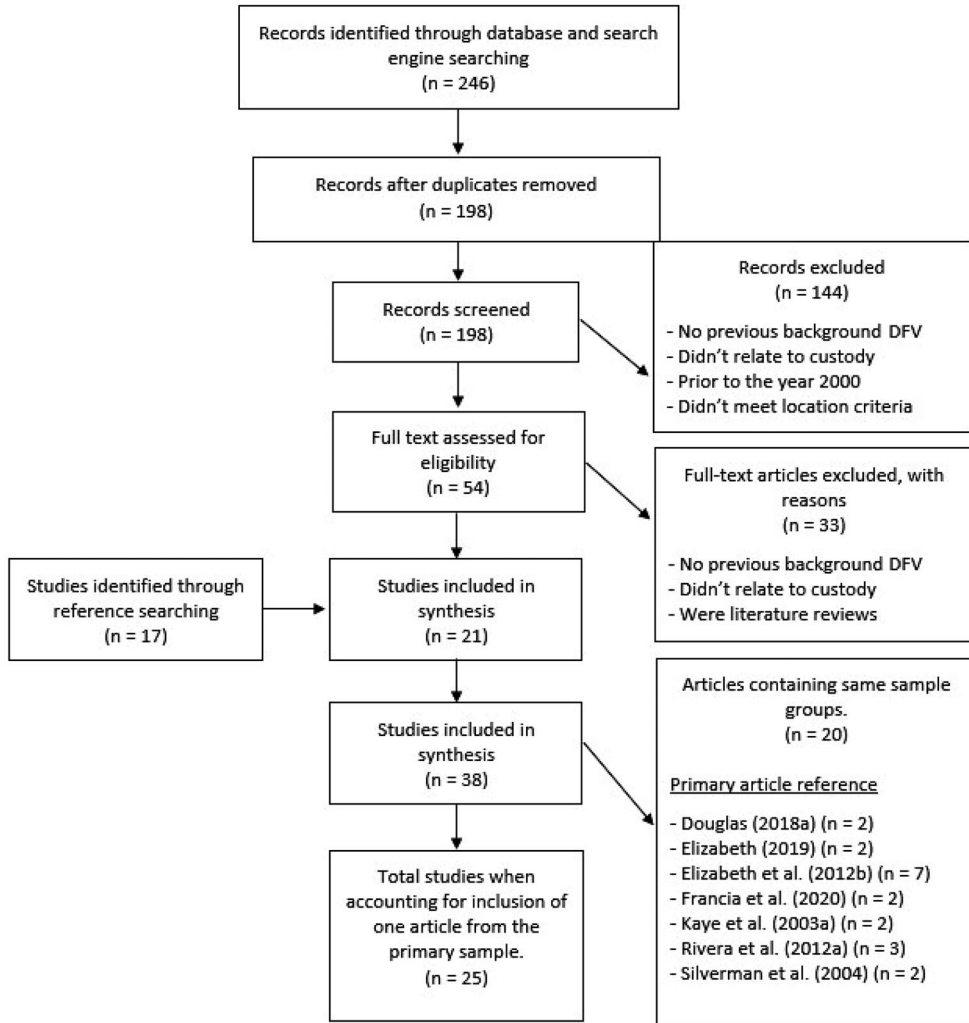 Records identified through database and search
engine searching
(n = 246)
Records after duplicates removed
(n = 198)
Records screened
(n = 198)
Records excluded
(n = 144)
- No previous background DFV
- Didn't relate to custody
- Prior to the year 2000
- Didn't meet location criteria
Full text assessed for
eligibility
(n = 54)
Full-text articles excluded, with
reasons
(n = 33)
- No previous background DFV
- Didn't relate to custody
- Were literature reviews
Studies identified through
reference searching
(n = 17)
Studies included in
synthesis
(n = 21)
Studies included in
synthesis
(n = 38)
Articles containing same sample
groups.
(n = 20)
Primary article reference
- Douglas (2018a) (n = 2)
- Elizabeth (2019) (n = 2)
- Elizabeth et al. (2012b) (n = 7)
- Francia et al. (2020) (n = 2)
- Kaye et al. (2003a) (n = 2)
- Rivera et al. (2012a) (n = 3)
- Silverman et al. (2004) (n = 2)
Total studies when
accounting for inclusion of
one article from the
primary sample.
(n = 25)